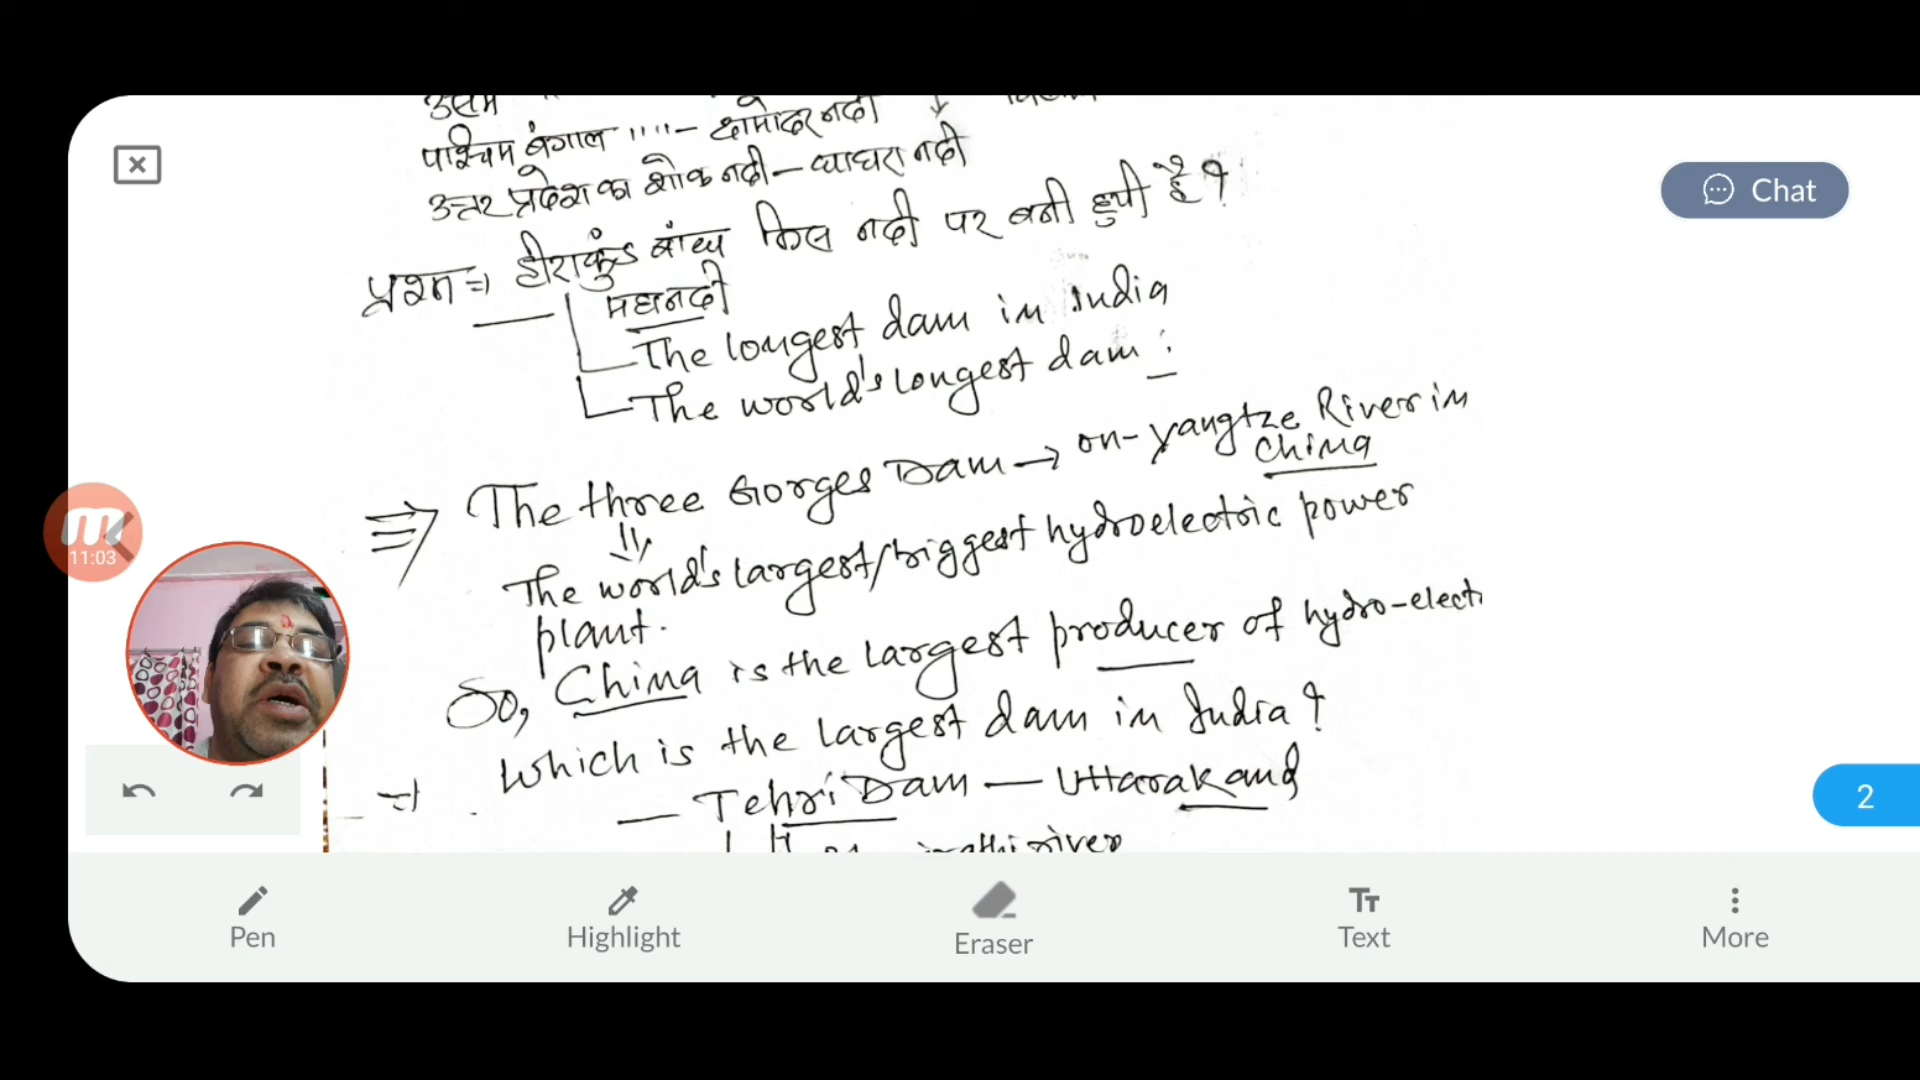 पाश्चिम बंगाल ''''- दामोदर नदी
उत्तर प्रदेश का शोक नदी - घाघरा नदी
प्रश्न ⇒ हीराकुंड बांध किस नदी पर बनी हुयी है ?
महानदी
The longest dam in India
The world's longest dam :
The three Gorges Dam → on - Yangtze River in
China
The world's largest/biggest hydroelectric power
plant.
So, China is the largest producer of hydro-elect
⇒ Which is the largest dam in India ?
— Tehri Dam — Uttarakand
river
Chat
11:03
2
Pen
Highlight
Eraser
Text
More